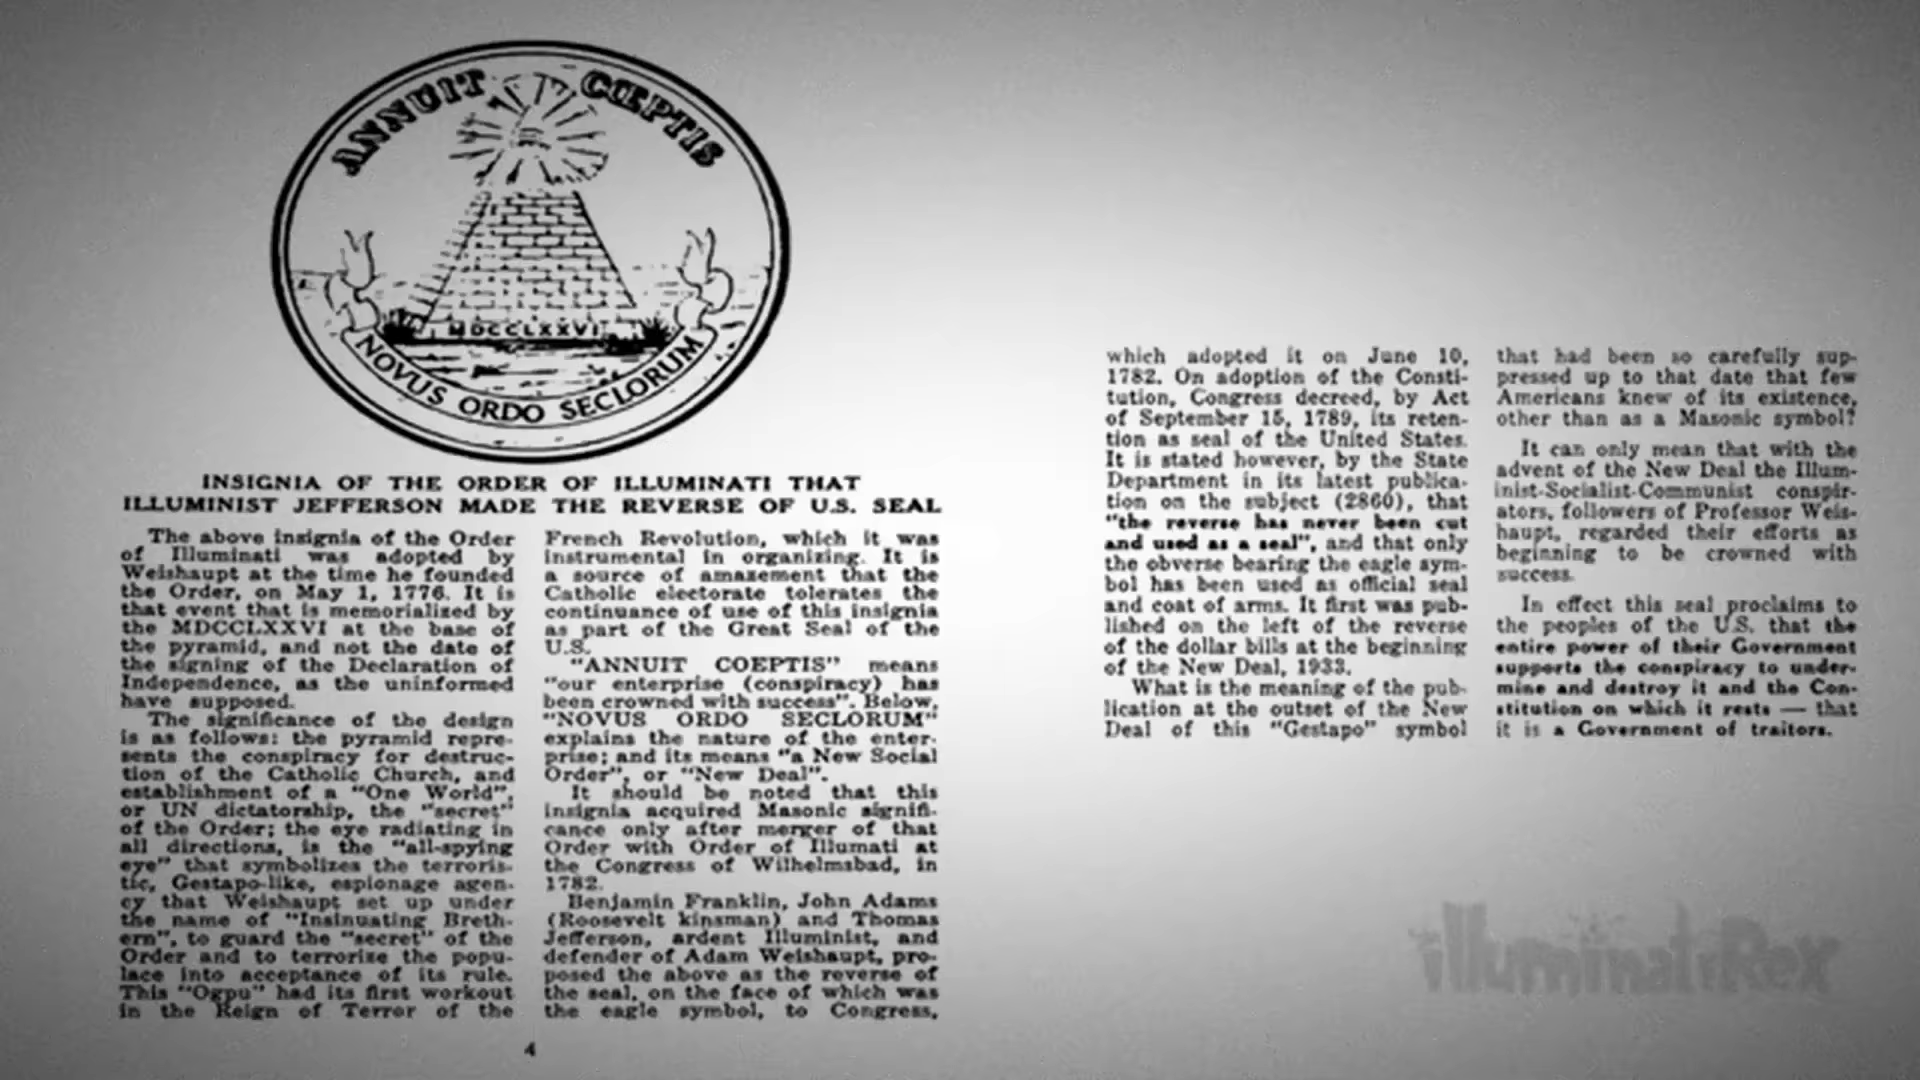 ANNUIT CŒPTIS
MDCCLXXVI
NOVUS ORDO SECLORUM
INSIGNIA OF THE ORDER OF ILLUMINATI THAT
ILLUMINIST JEFFERSON MADE THE REVERSE OF U.S. SEAL
The above insignia of the Order
of Illuminati was adopted by
Weishaupt at the time he founded
the Order, on May 1, 1776. It is
that event that is memorialized by
the MDCCLXXVI at the base of
the pyramid, and not the date of
the signing of the Declaration of
Independence, as the uninformed
have supposed.
The significance of the design
is as follows: the pyramid repre-
sents the conspiracy for destruc-
tion of the Catholic Church, and
establishment of a "One World",
or UN dictatorship, the "secret"
of the Order; the eye radiating in
all directions, is the "all-spying
eye" that symbolizes the terroris-
tic, Gestapo-like, espionage agen-
cy that Weishaupt set up under
the name of "Insinuating Breth-
ern", to guard the "secret" of the
Order and to terrorize the popu-
lace into acceptance of its rule.
This "Ogpu" had its first workout
in the Reign of Terror of the
French Revolution, which it was
instrumental in organizing. It is
a source of amazement that the
Catholic electorate tolerates the
continuance of use of this insignia
as part of the Great Seal of the
U.S.
"ANNUIT COEPTIS" means
"our enterprise (conspiracy) has
been crowned with success". Below,
"NOVUS ORDO SECLORUM"
explains the nature of the enter-
prise; and its means "a New Social
Order", or "New Deal".
It should be noted that this
insignia acquired Masonic signifi-
cance only after merger of that
Order with Order of Illumati at
the Congress of Wilhelmsbad, in
1782.
Benjamin Franklin, John Adams
(Roosevelt kinsman) and Thomas
Jefferson, ardent Illuminist, and
defender of Adam Weishaupt, pro-
posed the above as the reverse of
the seal, on the face of which was
the eagle symbol, to Congress,
4
which adopted it on June 10,
1782. On adoption of the Consti-
tution, Congress decreed, by Act
of September 15, 1789, its reten-
tion as seal of the United States.
It is stated however, by the State
Department in its latest publica-
tion on the subject (2860), that
"the reverse has never been cut
and used as a seal", and that only
the obverse bearing the eagle sym-
bol has been used as official seal
and coat of arms. It first was pub-
lished on the left of the reverse
of the dollar bills at the beginning
of the New Deal, 1933.
What is the meaning of the pub-
lication at the outset of the New
Deal of this "Gestapo" symbol
that had been so carefully sup-
pressed up to that date that few
Americans knew of its existence,
other than as a Masonic symbol?
It can only mean that with the
advent of the New Deal the Illum-
inist-Socialist-Communist conspir-
ators, followers of Professor Weis-
haupt, regarded their efforts as
beginning to be crowned with
success.
In effect this seal proclaims to
the peoples of the U.S. that the
entire power of their Government
supports the conspiracy to under-
mine and destroy it and the Con-
stitution on which it rests — that
it is a Government of traitors.
illuminatiRex